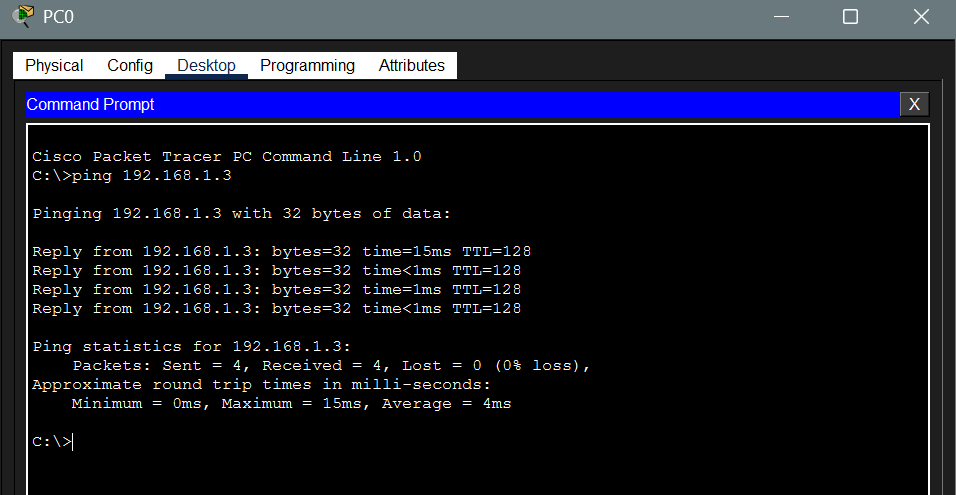 PC0
Physical Config Desktop Programming Attributes
Command Prompt
X
Cisco Packet Tracer PC Command Line 1.0
C:\>ping 192.168.1.3
Pinging 192.168.1.3 with 32 bytes of data:
Reply from 192.168.1.3: bytes=32 time=15ms TTL=128
Reply from 192.168.1.3: bytes=32 time<1ms TTL=128
Reply from 192.168.1.3: bytes=32 time=1ms TTL=128
Reply from 192.168.1.3: bytes=32 time<1ms TTL=128
Ping statistics for 192.168.1.3:
Packets: Sent = 4, Received = 4, Lost = 0 (0% loss),
Approximate round trip times in milli-seconds:
Minimum = 0ms, Maximum = 15ms, Average = 4ms
C:\>